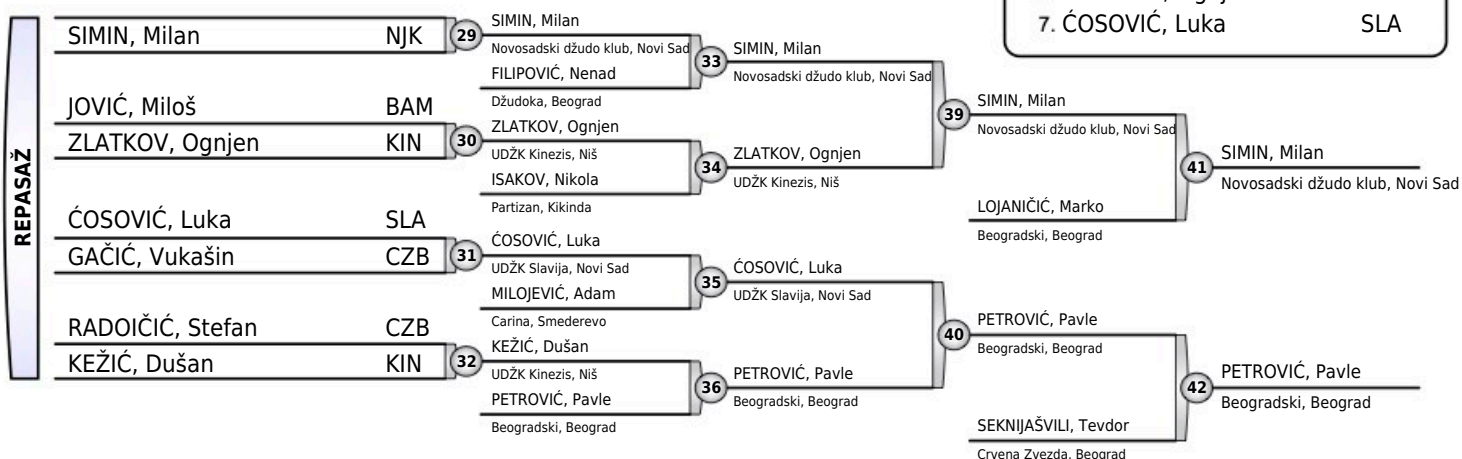 7. ĆOSOVIĆ, Luka SLA
REPASAŽ
SIMIN, Milan NJK
JOVIĆ, Miloš BAM
ZLATKOV, Ognjen KIN
ĆOSOVIĆ, Luka SLA
GAČIĆ, Vukašin CZB
RADOIČIĆ, Stefan CZB
KEŽIĆ, Dušan KIN
29
SIMIN, Milan
Novosadski džudo klub, Novi Sad
FILIPOVIĆ, Nenad
Džudoka, Beograd
30
ZLATKOV, Ognjen
UDŽK Kinezis, Niš
ISAKOV, Nikola
Partizan, Kikinda
31
ĆOSOVIĆ, Luka
UDŽK Slavija, Novi Sad
MILOJEVIĆ, Adam
Carina, Smederevo
32
KEŽIĆ, Dušan
UDŽK Kinezis, Niš
PETROVIĆ, Pavle
Beogradski, Beograd
33
SIMIN, Milan
Novosadski džudo klub, Novi Sad
34
ZLATKOV, Ognjen
UDŽK Kinezis, Niš
35
ĆOSOVIĆ, Luka
UDŽK Slavija, Novi Sad
36
PETROVIĆ, Pavle
Beogradski, Beograd
39
SIMIN, Milan
Novosadski džudo klub, Novi Sad
LOJANIČIĆ, Marko
Beogradski, Beograd
40
PETROVIĆ, Pavle
Beogradski, Beograd
SEKNIJAŠVILI, Tevdor
Crvena Zvezda, Beograd
41
SIMIN, Milan
Novosadski džudo klub, Novi Sad
42
PETROVIĆ, Pavle
Beogradski, Beograd